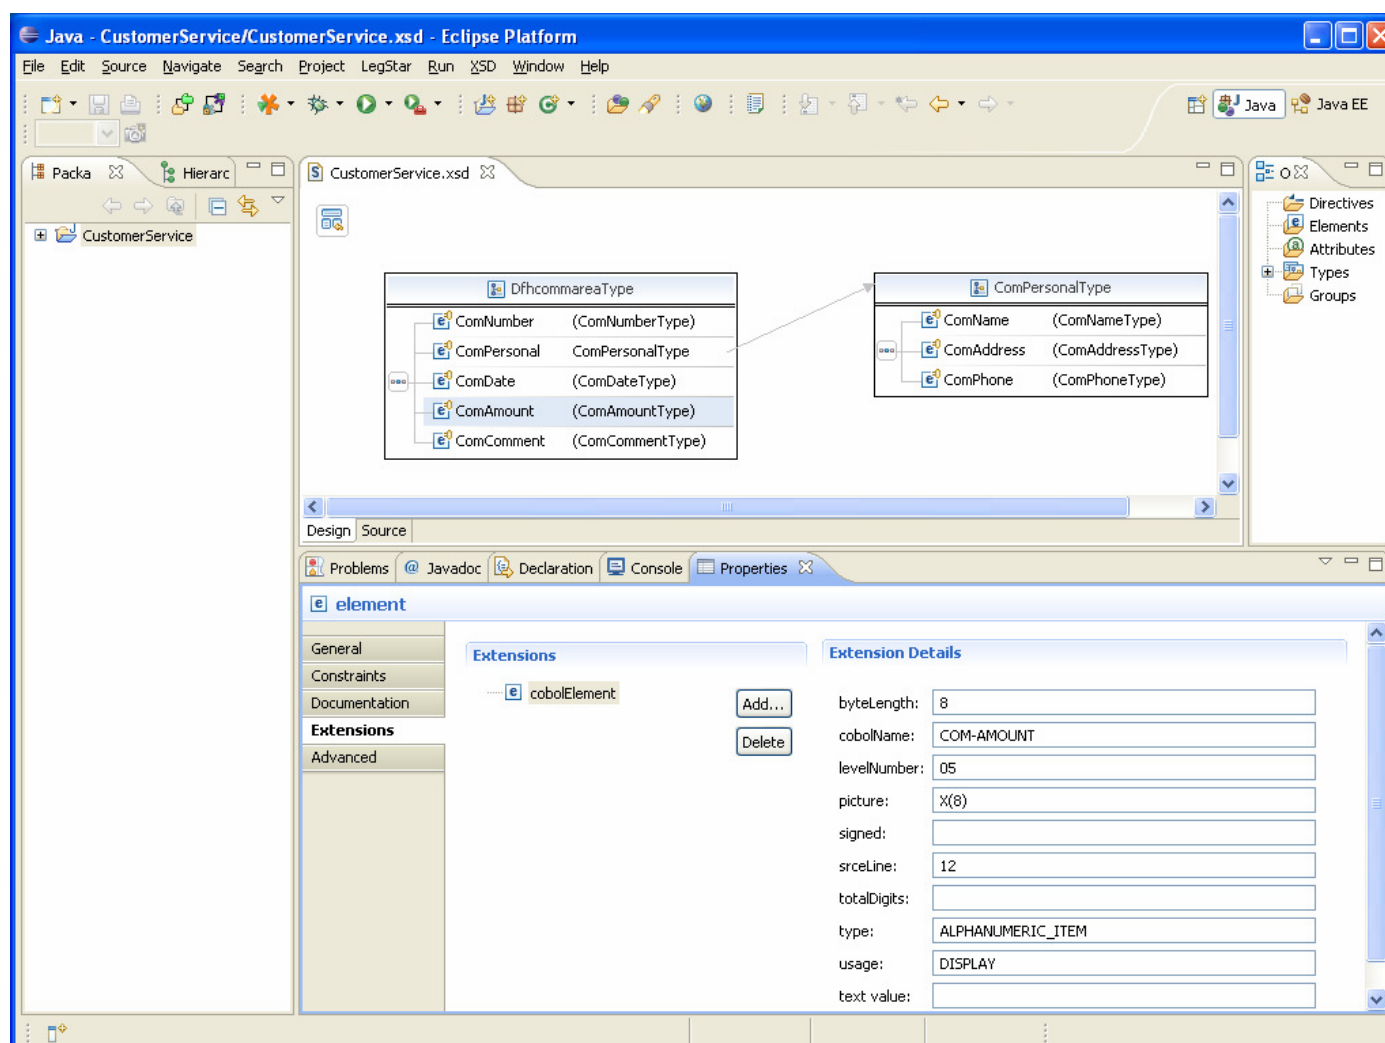 Java - CustomerService/CustomerService.xsd - Eclipse Platform
File Edit Source Navigate Search Project LegStar Run XSD Window Help
Java Java EE
Packa Hierarc
CustomerService.xsd
O
CustomerService
Directives
Elements
Attributes
Types
Groups
DfhcommareaType
ComNumber (ComNumberType)
ComPersonal ComPersonalType
ComDate (ComDateType)
ComAmount (ComAmountType)
ComComment (ComCommentType)
ComPersonalType
ComName (ComNameType)
ComAddress (ComAddressType)
ComPhone (ComPhoneType)
Design Source
Problems @ Javadoc Declaration Console Properties
element
General
Constraints
Documentation
Extensions
Advanced
Extensions
cobolElement
Add...
Delete
Extension Details
byteLength: 8
cobolName: COM-AMOUNT
levelNumber: 05
picture: X(8)
signed:
srceLine: 12
totalDigits:
type: ALPHANUMERIC_ITEM
usage: DISPLAY
text value: